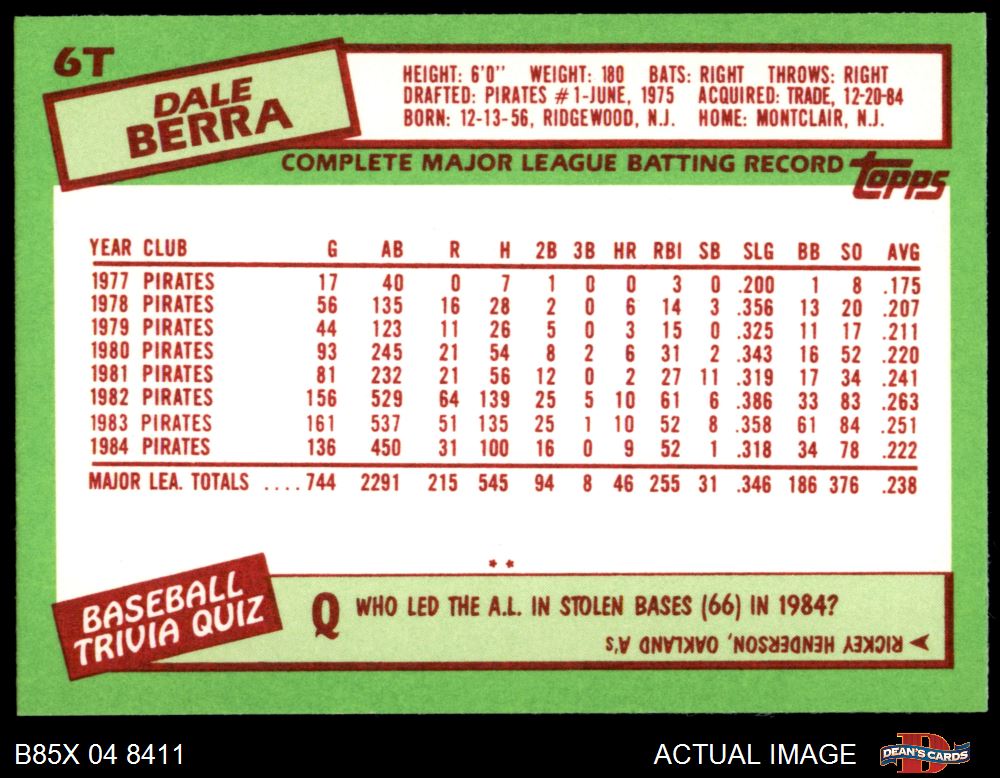 6T
DALE
BERRA
HEIGHT: 6'0" WEIGHT: 180 BATS: RIGHT THROWS: RIGHT
DRAFTED: PIRATES #1-JUNE, 1975 ACQUIRED: TRADE, 12-20-84
BORN: 12-13-56, RIDGEWOOD, N.J. HOME: MONTCLAIR, N.J.
COMPLETE MAJOR LEAGUE BATTING RECORD
Topps
YEAR CLUB G AB R H 2B 3B HR RBI SB SLG BB SO AVG
1977 PIRATES 17 40 0 7 1 0 0 3 0 .200 1 8 .175
1978 PIRATES 56 135 16 28 2 0 6 14 3 .356 13 20 .207
1979 PIRATES 44 123 11 26 5 0 3 15 0 .325 11 17 .211
1980 PIRATES 93 245 21 54 8 2 6 31 2 .343 16 52 .220
1981 PIRATES 81 232 21 56 12 0 2 27 11 .319 17 34 .241
1982 PIRATES 156 529 64 139 25 5 10 61 6 .386 33 83 .263
1983 PIRATES 161 537 51 135 25 1 10 52 8 .358 61 84 .251
1984 PIRATES 136 450 31 100 16 0 9 52 1 .318 34 78 .222
MAJOR LEA. TOTALS ....744 2291 215 545 94 8 46 255 31 .346 186 376 .238
**
BASEBALL
TRIVIA QUIZ
Q WHO LED THE A.L. IN STOLEN BASES (66) IN 1984?
RICKEY HENDERSON, OAKLAND A's
B85X 04 8411
ACTUAL IMAGE
D
DEAN'S CARDS